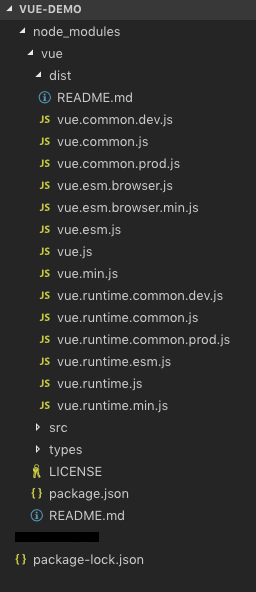 VUE-DEMO
node_modules
vue
dist
README.md
JS vue.common.dev.js
JS vue.common.js
JS vue.common.prod.js
JS vue.esm.browser.js
JS vue.esm.browser.min.js
JS vue.esm.js
JS vue.js
JS vue.min.js
JS vue.runtime.common.dev.js
JS vue.runtime.common.js
JS vue.runtime.common.prod.js
JS vue.runtime.esm.js
JS vue.runtime.js
JS vue.runtime.min.js
src
types
LICENSE
{} package.json
README.md
{} package-lock.json